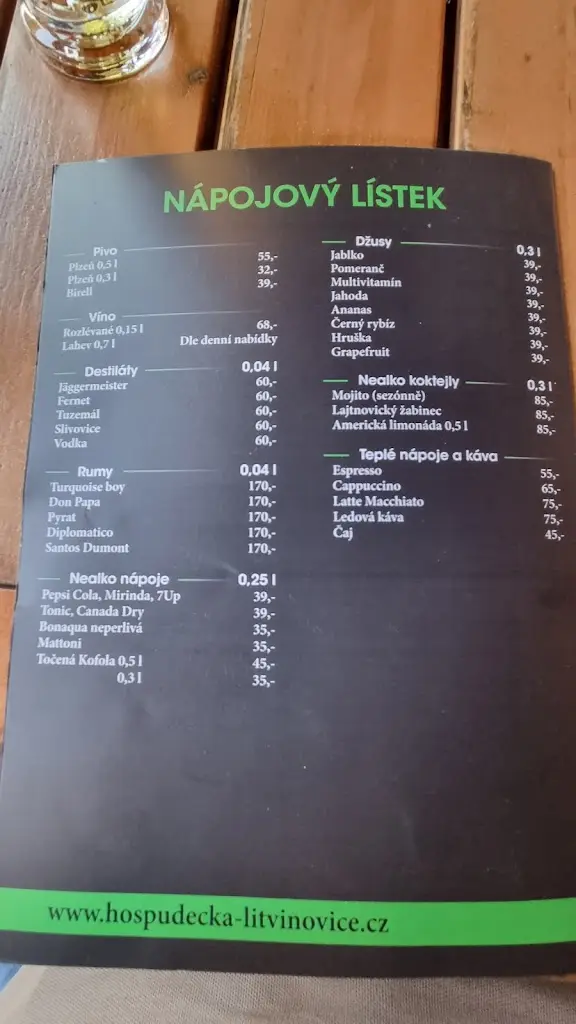 NÁPOJOVÝ LÍSTEK
Pivo
Plzeň 0,5 l 55,-
Plzeň 0,3 l 32,-
Birell 39,-
Víno
Rozlévané 0,15 l 68,-
Lahev 0,7 l Dle denní nabídky
Destiláty 0,04 l
Jäggermeister 60,-
Fernet 60,-
Tuzemál 60,-
Slivovice 60,-
Vodka 60,-
Rumy 0,04 l
Turquoise boy 170,-
Don Papa 170,-
Pyrat 170,-
Diplomatico 170,-
Santos Dumont 170,-
Nealko nápoje 0,25 l
Pepsi Cola, Mirinda, 7Up 39,-
Tonic, Canada Dry 39,-
Bonaqua neperlivá 35,-
Mattoni 35,-
Točená Kofola 0,5 l 45,-
0,3 l 35,-
Džusy 0,3 l
Jablko 39,-
Pomeranč 39,-
Multivitamín 39,-
Jahoda 39,-
Ananas 39,-
Černý rybíz 39,-
Hruška 39,-
Grapefruit 39,-
Nealko koktejly 0,3 l
Mojito (sezónně) 85,-
Lajtnovický žabinec 85,-
Americká limonáda 0,5 l 85,-
Teplé nápoje a káva
Espresso 55,-
Cappuccino 65,-
Latte Macchiato 75,-
Ledová káva 75,-
Čaj 45,-
www.hospudecka-litvinovice.cz